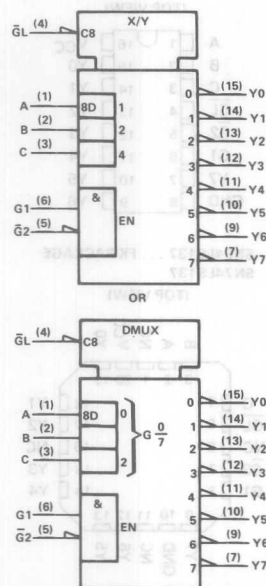 X/Y
G̅L (4) C8
A (1) 8D 1 0 (15) Y0
B (2) 2 1 (14) Y1
C (3) 4 2 (13) Y2
3 (12) Y3
4 (11) Y4
G1 (6) & EN 5 (10) Y5
G̅2 (5) 6 (9) Y6
7 (7) Y7
OR
DMUX
G̅L (4) C8
A (1) 8D 0 0 (15) Y0
B (2) G 0/7 1 (14) Y1
C (3) 2 2 (13) Y2
3 (12) Y3
4 (11) Y4
G1 (6) & EN 5 (10) Y5
G̅2 (5) 6 (9) Y6
7 (7) Y7